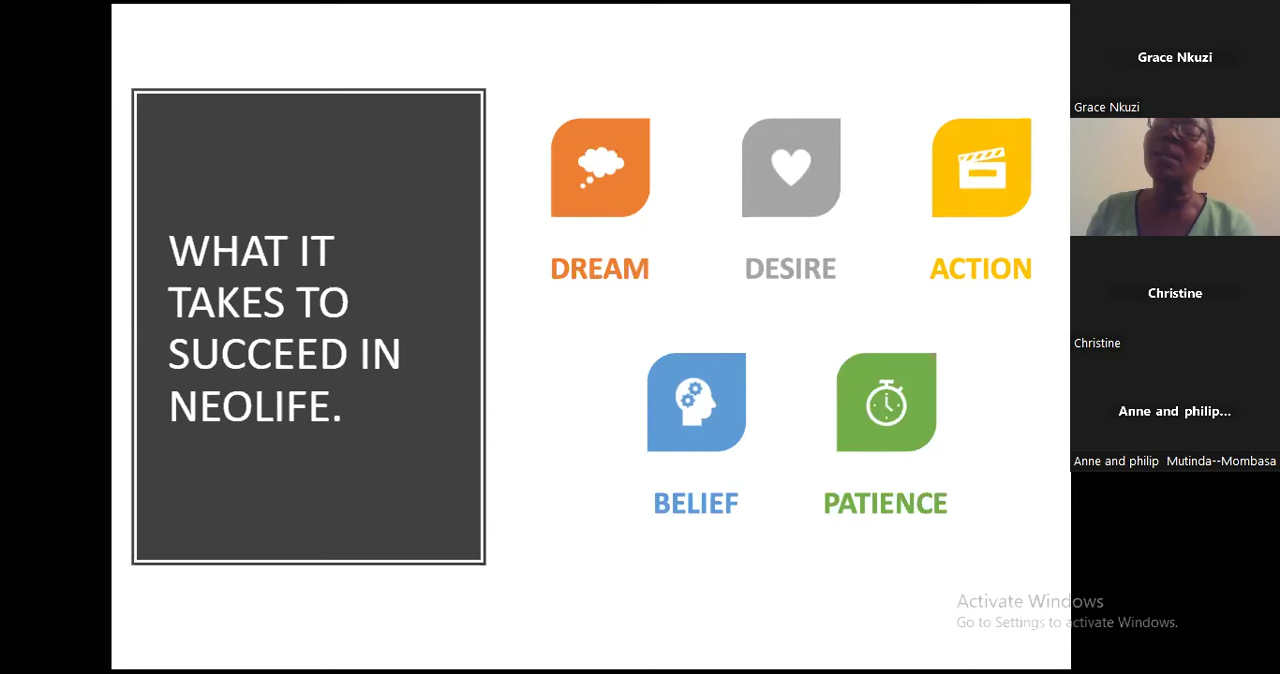 WHAT IT
TAKES TO
SUCCEED IN
NEOLIFE.
DREAM
DESIRE
ACTION
BELIEF
PATIENCE
Grace Nkuzi
Grace Nkuzi
Christine
Christine
Anne and philip...
Anne and philip Mutinda--Mombasa
Activate Windows
Go to Settings to activate Windows.